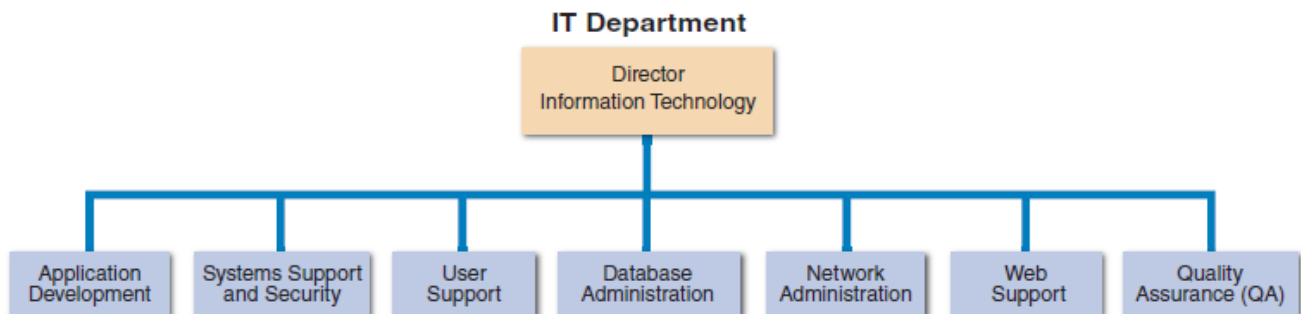 IT Department
Director
Information Technology
Application
Development
Systems Support
and Security
User
Support
Database
Administration
Network
Administration
Web
Support
Quality
Assurance (QA)